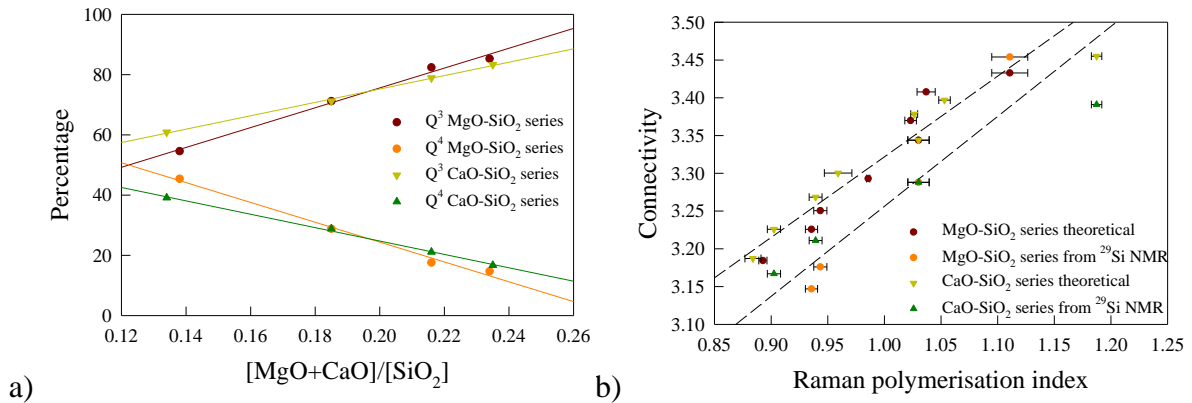 100
80
60
40
20
0
Percentage
Q³ MgO-SiO₂ series
Q⁴ MgO-SiO₂ series
Q³ CaO-SiO₂ series
Q⁴ CaO-SiO₂ series
0.12 0.14 0.16 0.18 0.20 0.22 0.24 0.26
[MgO+CaO]/[SiO₂]
a)
3.50
3.45
3.40
3.35
3.30
3.25
3.20
3.15
3.10
Connectivity
MgO-SiO₂ series theoretical
MgO-SiO₂ series from ²⁹Si NMR
CaO-SiO₂ series theoretical
CaO-SiO₂ series from ²⁹Si NMR
0.85 0.90 0.95 1.00 1.05 1.10 1.15 1.20 1.25
Raman polymerisation index
b)